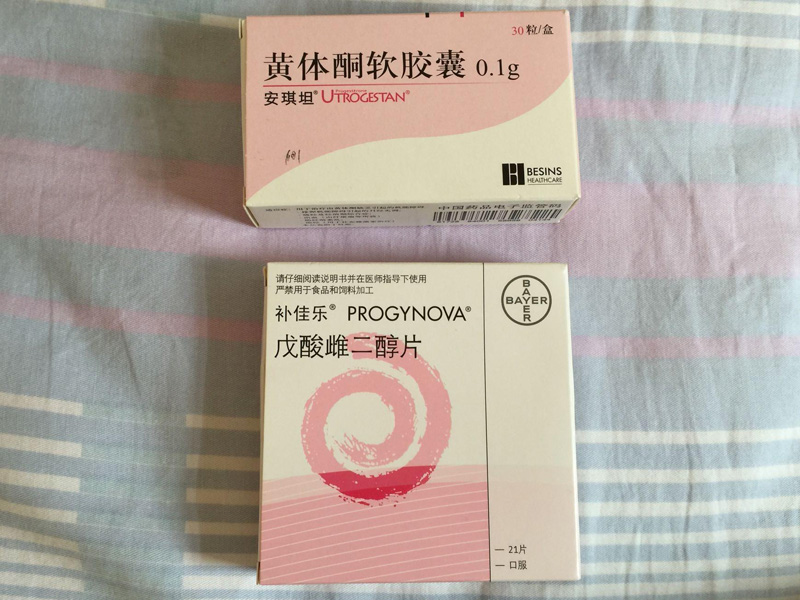 30粒/盒
黄体酮软胶囊 0.1g
安琪坦® UTROGESTAN®
Progesterone
BESINS
HEALTHCARE
中国药品电子监管码
请仔细阅读说明书并在医师指导下使用
严禁用于食品和饲料加工
补佳乐® PROGYNOVA®
戊酸雌二醇片
BAYER
BAYER
21片
口服